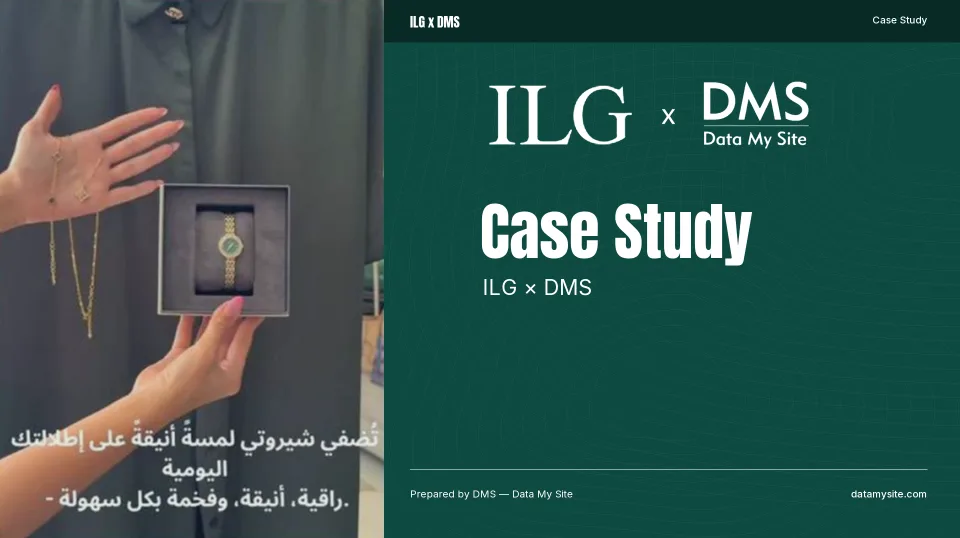 ILG x DMS
Case Study
ILG x DMS
Data My Site
Case Study
ILG × DMS
تُضفي شيروتي لمسةً أنيقةً على إطلالتك
اليومية
- راقية، أنيقة، وفخمة بكل سهولة.
Prepared by DMS — Data My Site
datamysite.com